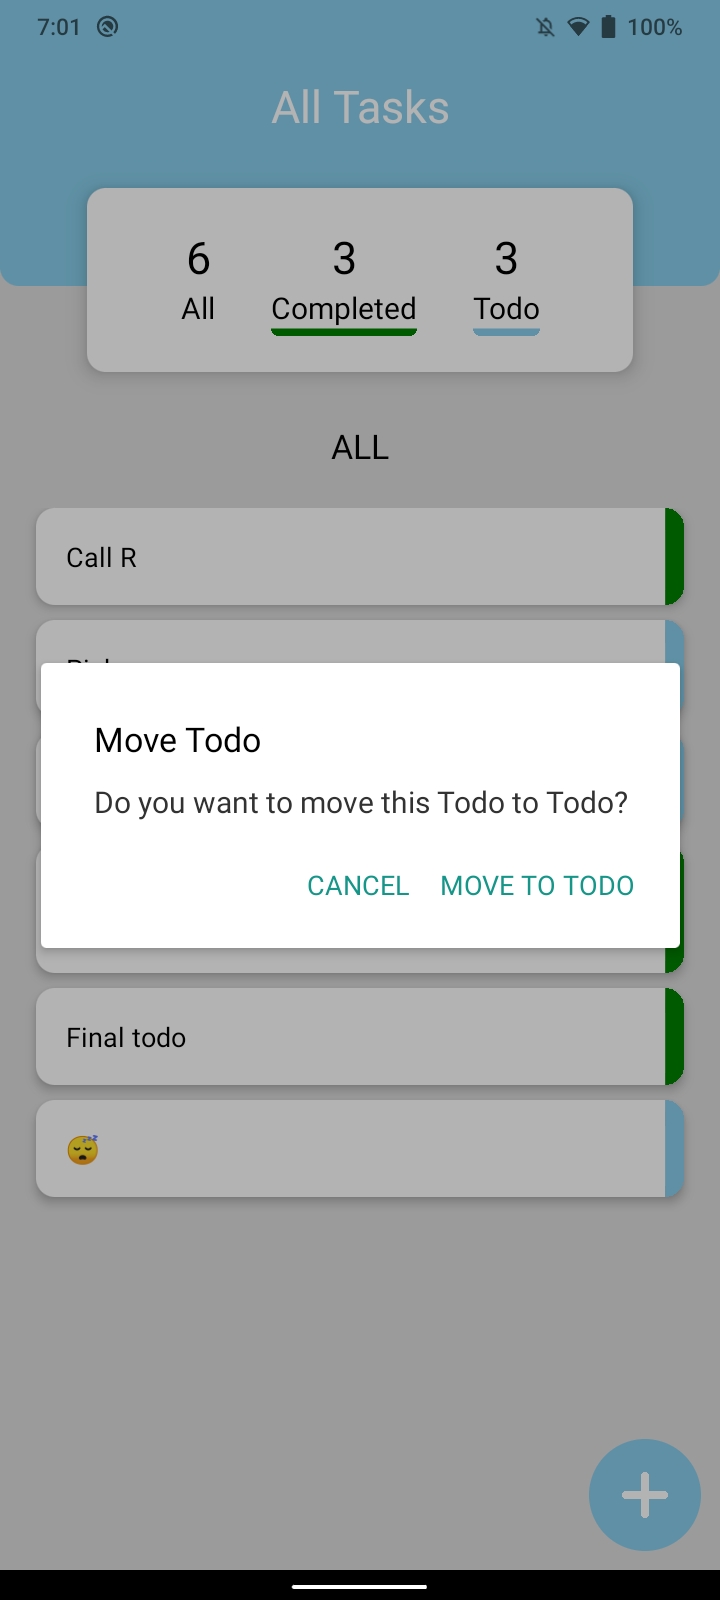 7:01 100%
All Tasks
6 3 3
All Completed Todo
ALL
Call R
Move Todo
Do you want to move this Todo to Todo?
CANCEL MOVE TO TODO
Final todo
😴